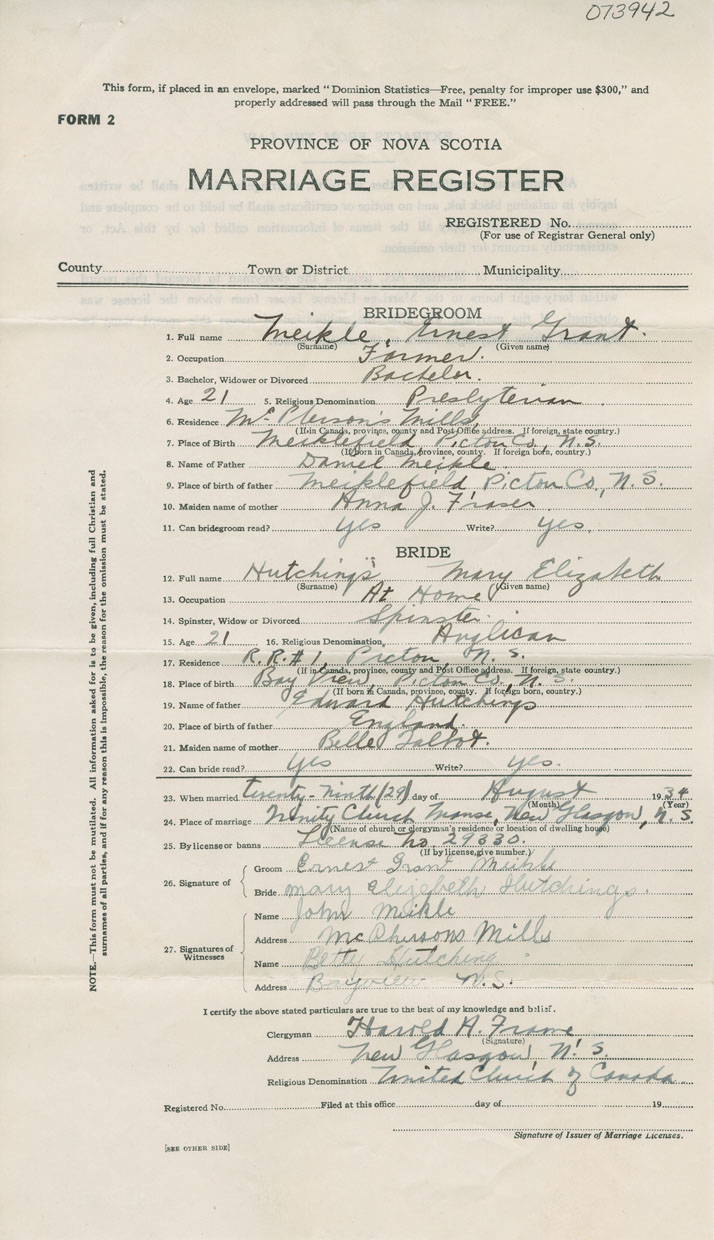 073942
This form, if placed in an envelope, marked "Dominion Statistics—Free, penalty for improper use $300," and
properly addressed will pass through the Mail "FREE."
FORM 2
PROVINCE OF NOVA SCOTIA
MARRIAGE REGISTER
REGISTERED No.
(For use of Registrar General only)
County Town or District Municipality
BRIDEGROOM
1. Full name Meikle, Ernest Grant.
(Surname) (Given name)
2. Occupation Farmer.
3. Bachelor, Widower or Divorced Bachelor.
4. Age 21 5. Religious Denomination Presbyterian
6. Residence McPherson's Mills,
(If in Canada, province, county and Post Office address. If foreign, state country.)
7. Place of Birth Meiklefield, Pictou Co., N.S.
(If born in Canada, province, county. If foreign born, country.)
8. Name of Father Daniel Meikle.
9. Place of birth of father Meiklefield Pictou Co., N.S.
10. Maiden name of mother Anna J. Fraser
11. Can bridegroom read? yes Write? yes.
BRIDE
12. Full name Hutchings Mary Elizabeth
(Surname) (Given name)
13. Occupation At Home
14. Spinster, Widow or Divorced Spinster.
15. Age 21 16. Religious Denomination, Anglican
17. Residence R.R.#1, Pictou, N.S.
(If in Canada, province, county and Post Office address. If foreign, state country.)
18. Place of birth Bay View, Pictou Co., N.S.
(If born in Canada, province, county. If foreign born, country.)
19. Name of father Edward Hutchings
20. Place of birth of father England.
21. Maiden name of mother Belle Talbot.
22. Can bride read? yes Write? yes.
23. When married twenty-ninth (29) day of August 1934
(Month) (Year)
24. Place of marriage Trinity Church Manse, New Glasgow, N.S.
(Name of church or clergyman's residence or location of dwelling house)
25. By license or banns License No. 29330.
(If by license, give number.)
26. Signature of
Groom Ernest Grant Meikle
Bride Mary Elizabeth Hutchings.
27. Signatures of Witnesses
Name John Meikle
Address McPhersons Mills
Name Betty Hutching
Address Bayview N.S.
I certify the above stated particulars are true to the best of my knowledge and belief.
Clergyman Harold A. Frame
(Signature)
Address New Glasgow, N.S.
Religious Denomination United Church of Canada.
Registered No. Filed at this office day of 19
Signature of Issuer of Marriage Licenses.
[SEE OTHER SIDE]
NOTE.—This form must not be mutilated. All information asked for is to be given, including full Christian and
surnames of all parties, and if for any reason this is impossible, the reason for the omission must be stated.